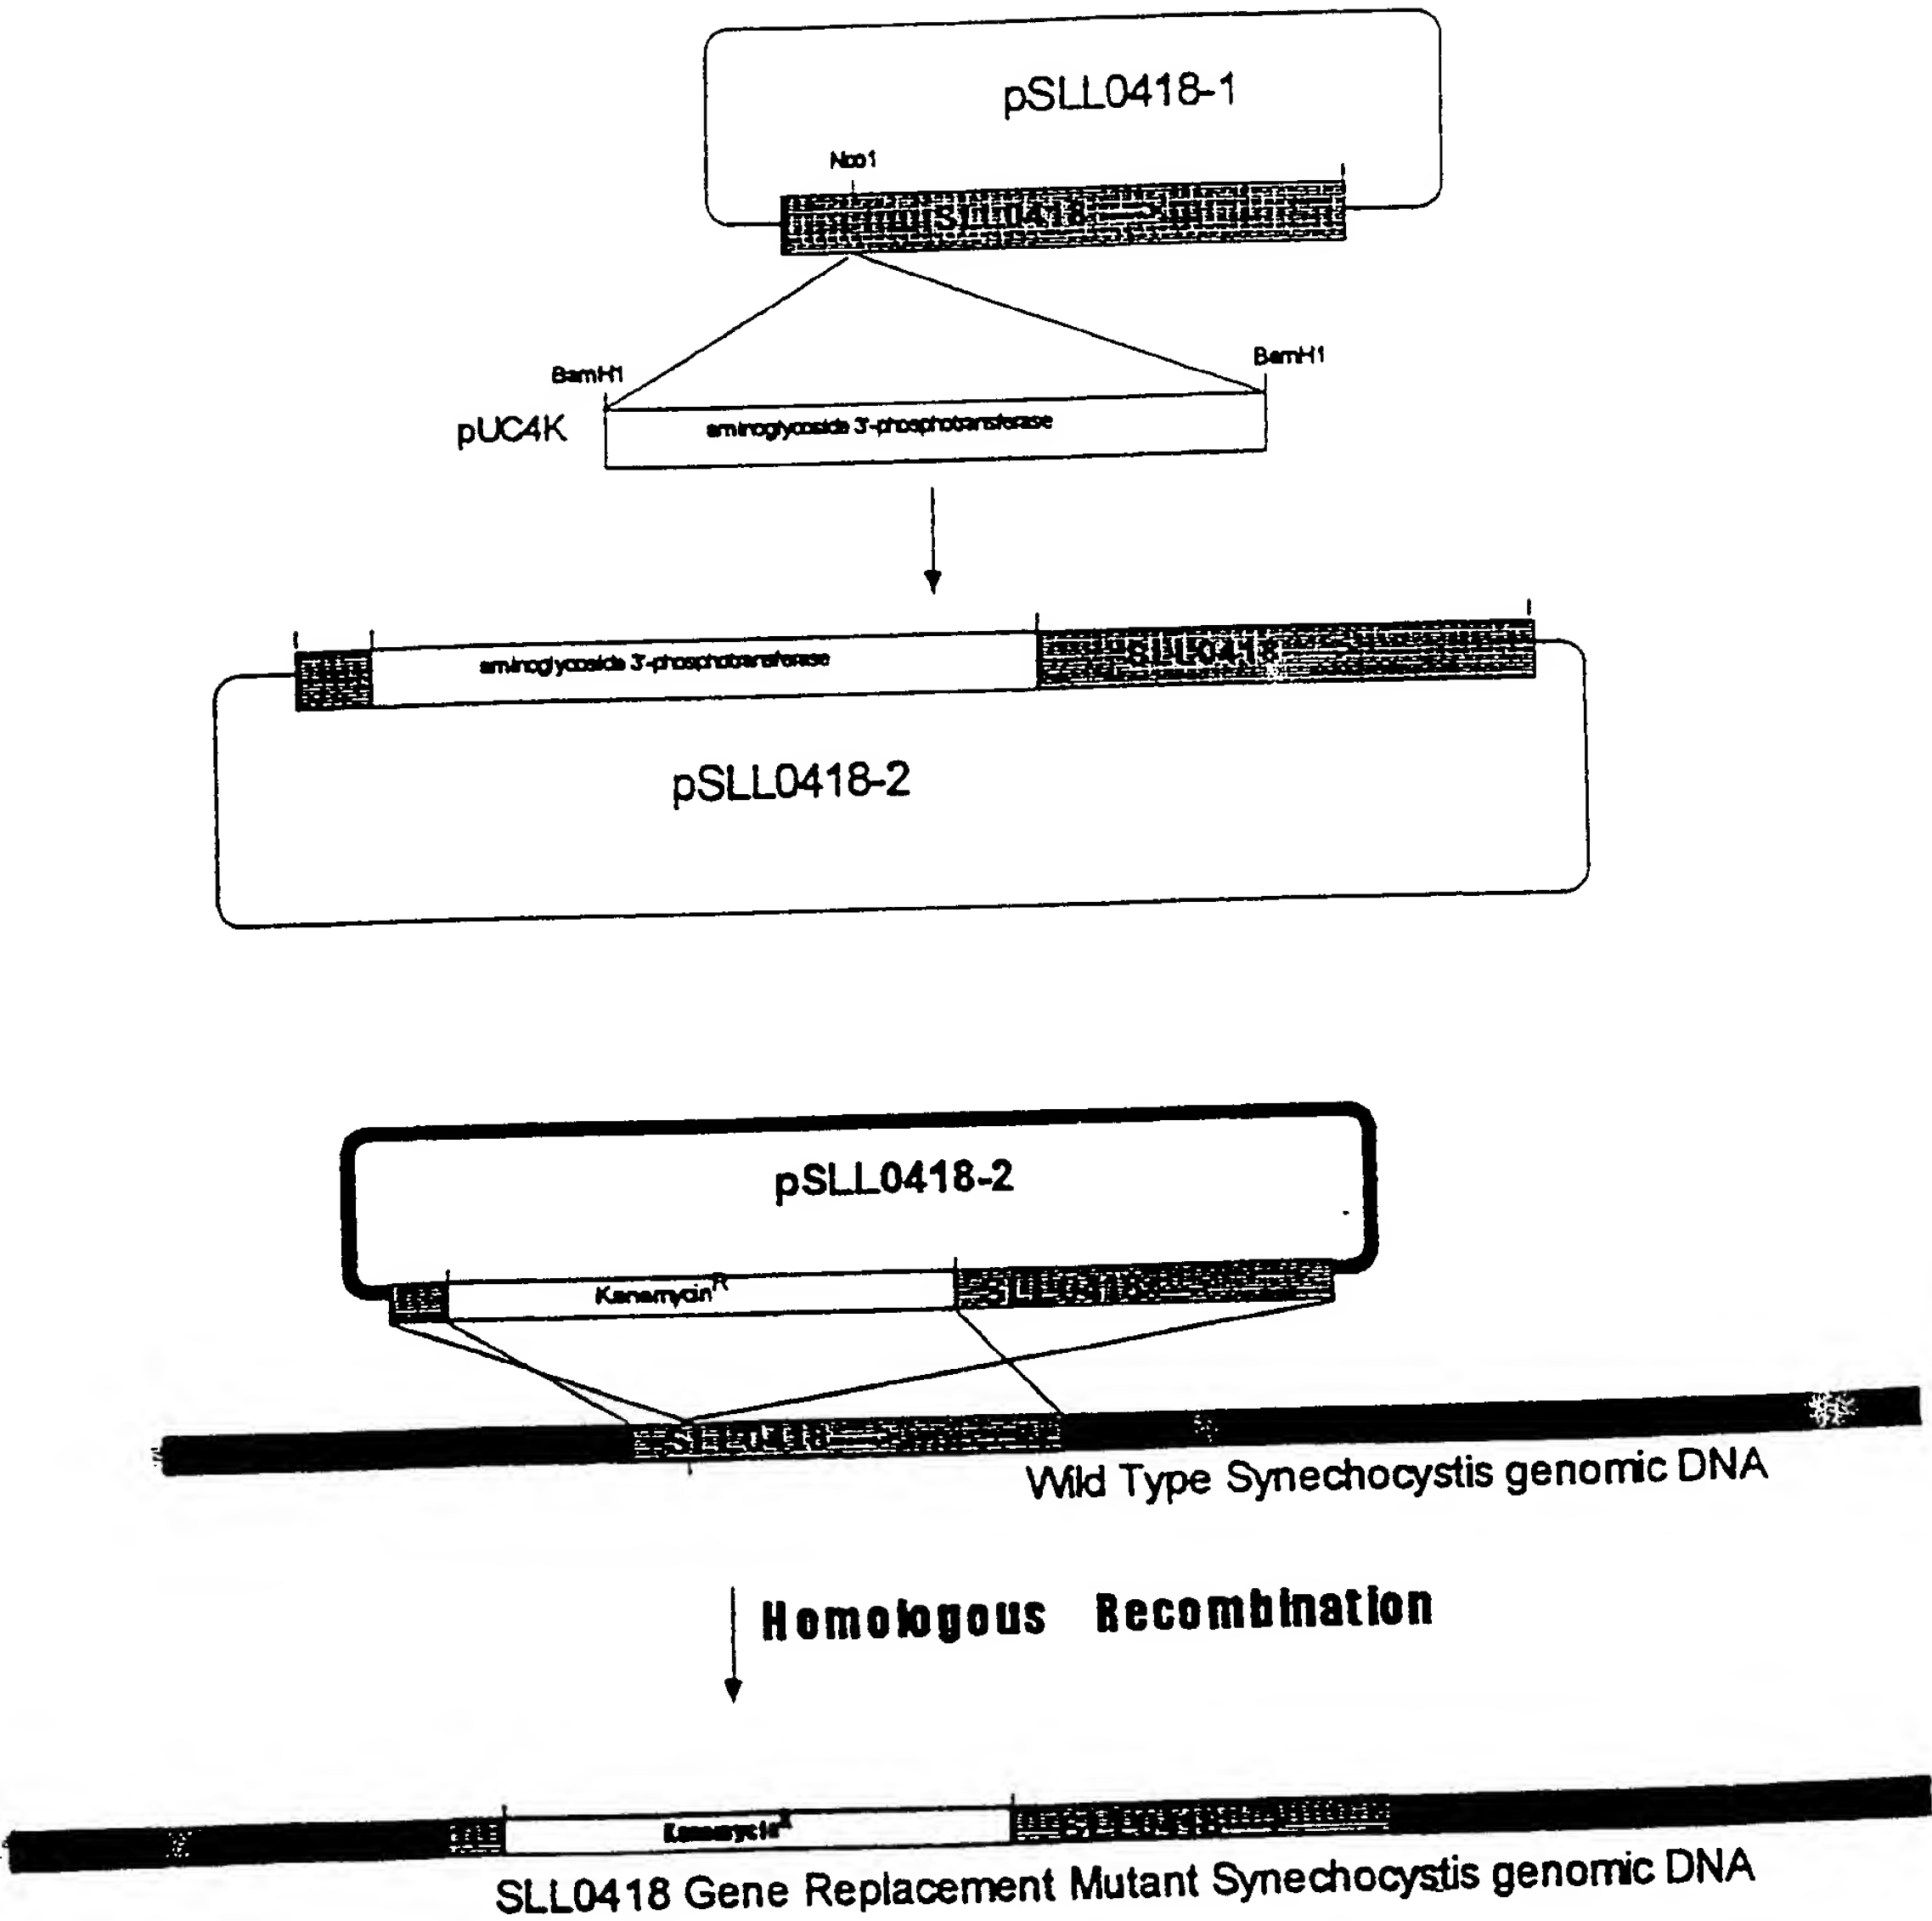 pSLL0418-1
Nco1
SLL0418
BamH1
BamH1
pUC4K
aminoglycoside 3'-phosphotransferase
aminoglycoside 3'-phosphotransferase
SLL0418
pSLL0418-2
pSLL0418-2
Kanamycin R
SLL0418
SLL0418
Wild Type Synechocystis genomic DNA
Homologous Recombination
Kanamycin R
SLL0418
SLL0418 Gene Replacement Mutant Synechocystis genomic DNA